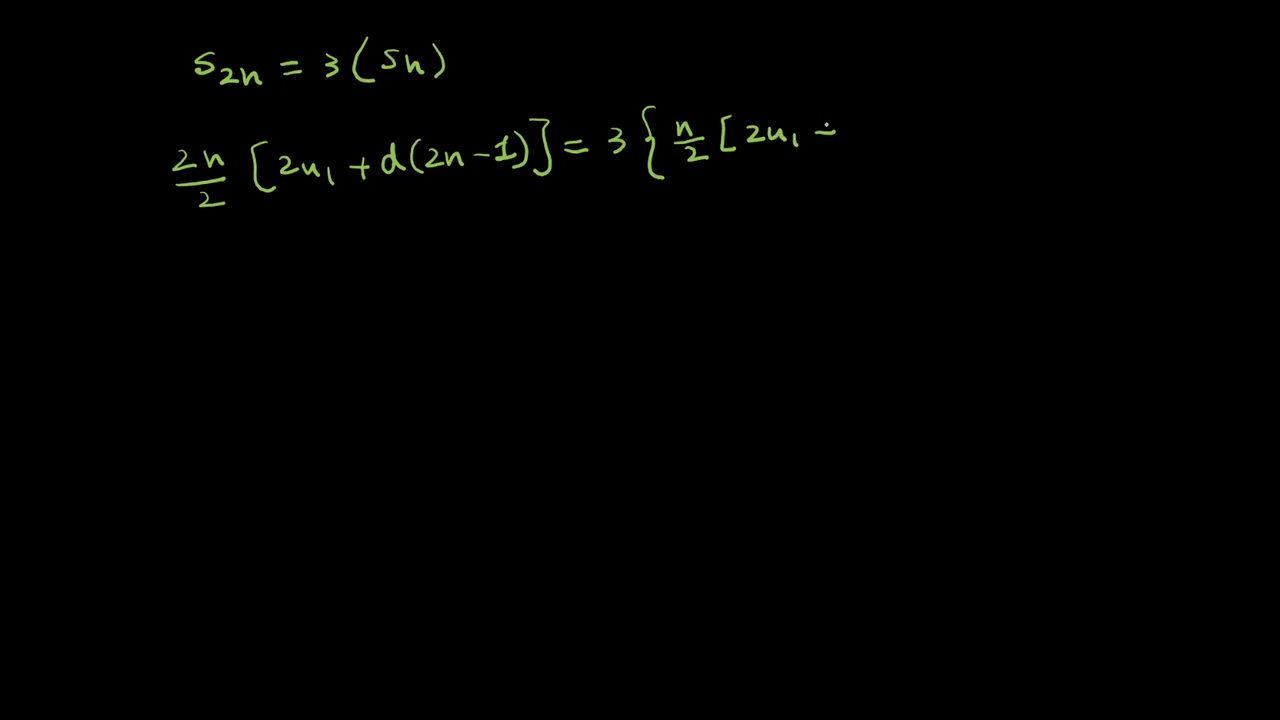 S₂ₙ = 3(Sn)
2n/2 [2u₁ + d(2n - 1)] = 3 { n/2 [2u₁ -